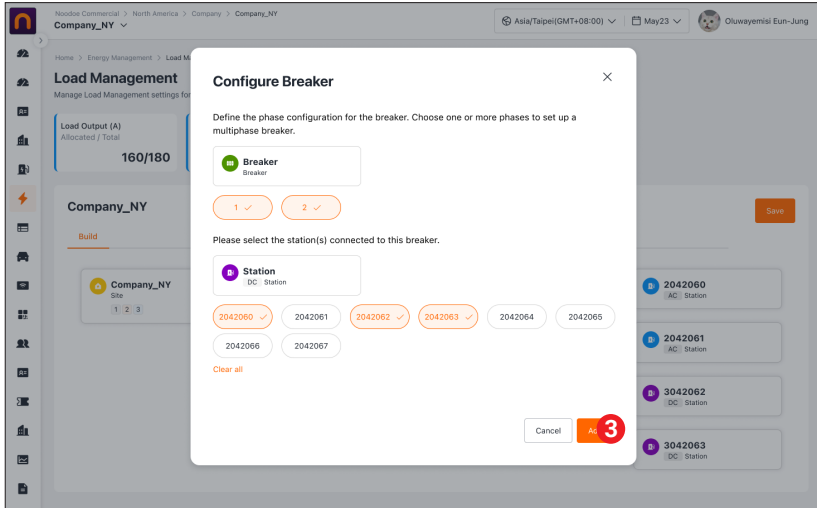 Noodoe Commercial > North America > Company > Company_NY
Company_NY
Asia/Taipei(GMT+08:00)
May23
Oluwayemisi Eun-Jung
Home > Energy Management > Load M
Load Management
Manage Load Management settings for
Load Output (A)
Allocated / Total
160/180
Company_NY
Save
Build
Company_NY
Site
1 2 3
Configure Breaker
Define the phase configuration for the breaker. Choose one or more phases to set up a
multiphase breaker.
Breaker
Breaker
1 2
Please select the station(s) connected to this breaker.
Station
DC Station
2042060 2042061 2042062 2042063 2042064 2042065
2042066 2042067
Clear all
Cancel
3
2042060
AC Station
2042061
AC Station
3042062
DC Station
3042063
DC Station